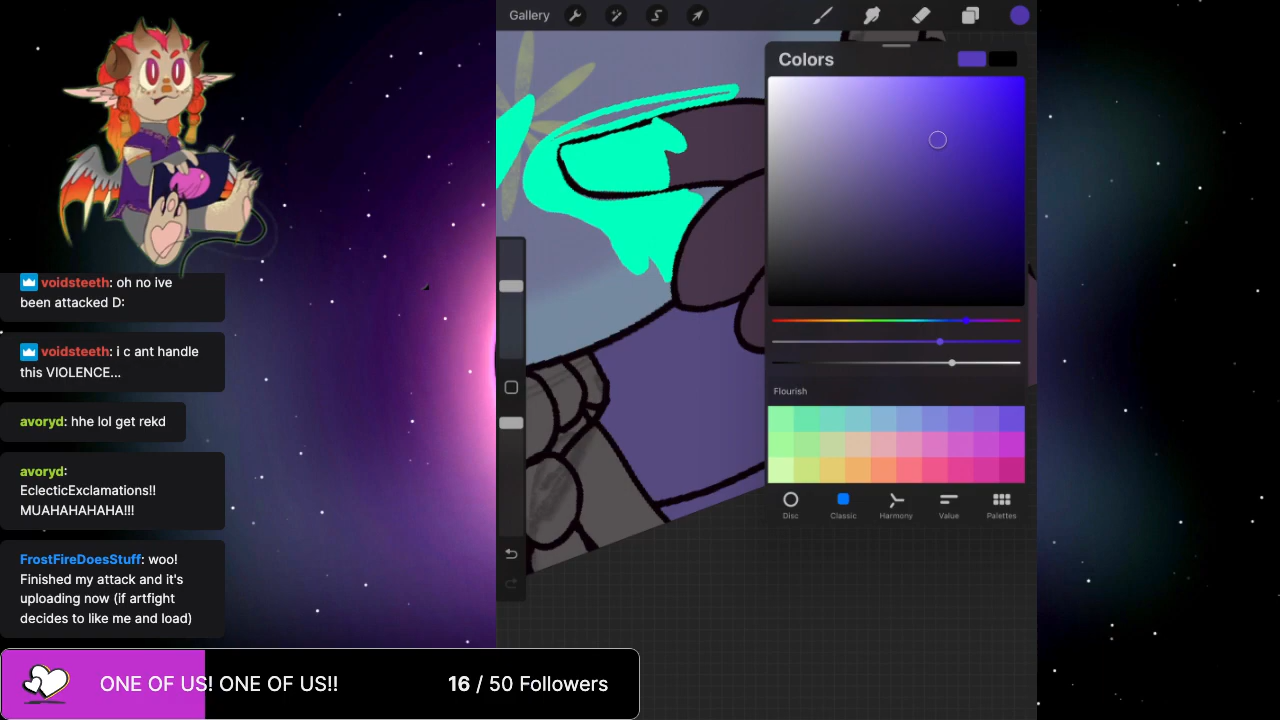 Gallery
Colors
voidsteeth: oh no ive
been attacked D:
voidsteeth: i c ant handle
this VIOLENCE...
avoryd: hhe lol get rekd
avoryd:
EclecticExclamations!!
MUAHAHAHAHA!!!
FrostFireDoesStuff: woo!
Finished my attack and it's
uploading now (if artfight
decides to like me and load)
Flourish
Disc Classic Harmony Value Palettes
ONE OF US! ONE OF US!! 16 / 50 Followers